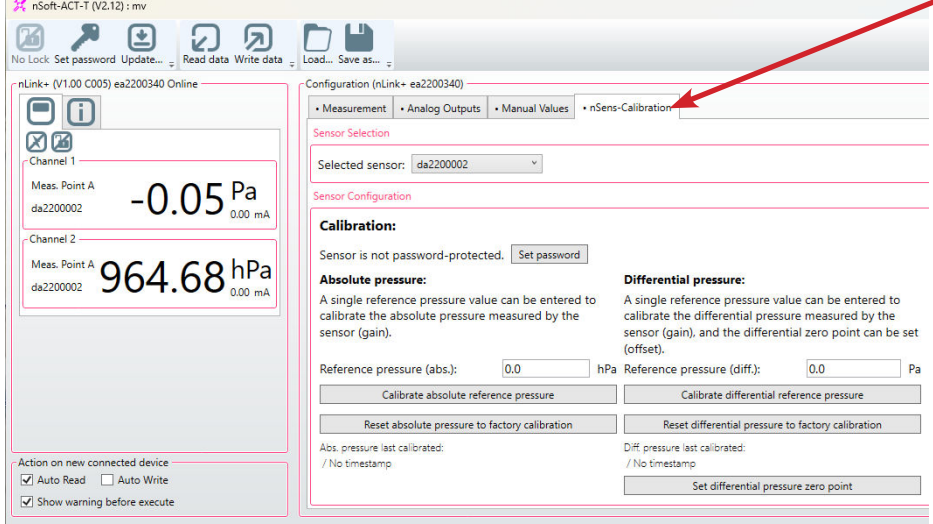 nSoft-ACT-T (V2.12) : mv
No Lock Set password Update... Read data Write data Load... Save as...
nLink+ (V1.00 C005) ea2200340 Online
Channel 1
Meas. Point A
da2200002
-0.05 Pa
0.00 mA
Channel 2
Meas. Point A
da2200002
964.68 hPa
0.00 mA
Action on new connected device
Auto Read Auto Write
Show warning before execute
Configuration (nLink+ ea2200340)
• Measurement • Analog Outputs • Manual Values • nSens-Calibration
Sensor Selection
Selected sensor: da2200002
Sensor Configuration
Calibration:
Sensor is not password-protected. Set password
Absolute pressure:
A single reference pressure value can be entered to
calibrate the absolute pressure measured by the
sensor (gain).
Reference pressure (abs.): 0.0 hPa
Calibrate absolute reference pressure
Reset absolute pressure to factory calibration
Abs. pressure last calibrated:
/ No timestamp
Differential pressure:
A single reference pressure value can be entered to
calibrate the differential pressure measured by the
sensor (gain), and the differential zero point can be set
(offset).
Reference pressure (diff.): 0.0 Pa
Calibrate differential reference pressure
Reset differential pressure to factory calibration
Diff. pressure last calibrated:
/ No timestamp
Set differential pressure zero point